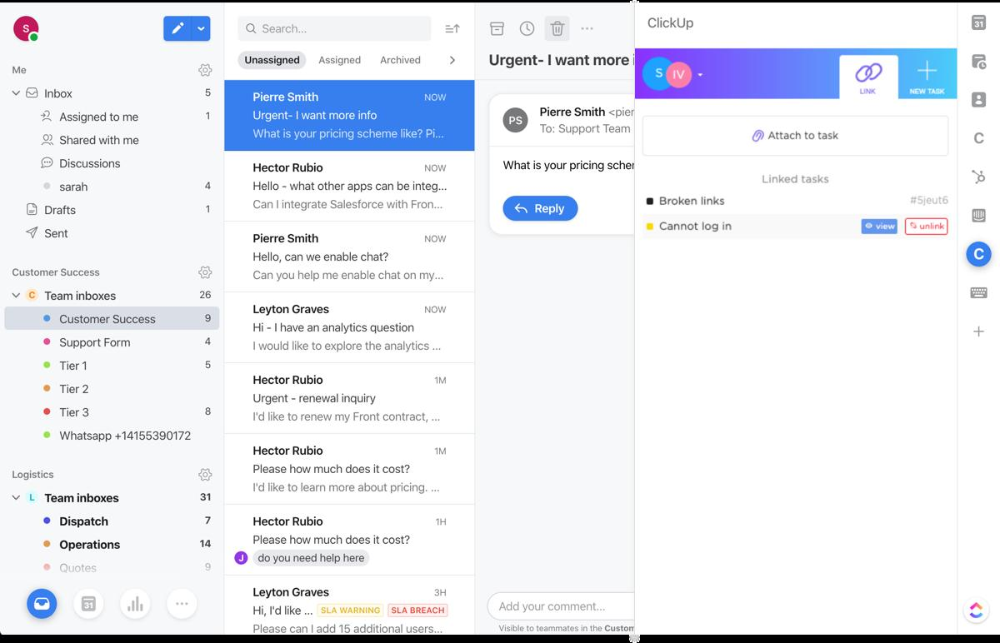 S
Me
Inbox 5
Assigned to me 1
Shared with me
Discussions
sarah 4
Drafts 1
Sent
Customer Success
C Team inboxes 26
Customer Success 9
Support Form 4
Tier 1 5
Tier 2
Tier 3 8
Whatsapp +14155390172
Logistics
L Team inboxes 31
Dispatch 7
Operations 14
Quotes 9
31
Search...
Unassigned Assigned Archived
Pierre Smith NOW
Urgent- I want more info
What is your pricing scheme like? Pi...
Hector Rubio NOW
Hello - what other apps can be integ...
Can I integrate Salesforce with Fron...
Pierre Smith NOW
Hello, can we enable chat?
Can you help me enable chat on my...
Leyton Graves NOW
Hi - I have an analytics question
I would like to explore the analytics ...
Hector Rubio 1M
Urgent - renewal inquiry
I'd like to renew my Front contract, ...
Hector Rubio 1M
Please how much does it cost?
I'd like to learn more about pricing. ...
Hector Rubio 1H
Please how much does it cost?
J do you need help here
Leyton Graves 3H
Hi, I'd like ... SLA WARNING SLA BREACH
Please can I add 15 additional users...
Urgent- I want more i
PS Pierre Smith <pier
To: Support Team
What is your pricing scher
Reply
Add your comment...
Visible to teammates in the Custom
ClickUp
S IV
LINK NEW TASK
Attach to task
Linked tasks
Broken links #5jeut6
Cannot log in view unlink
31
C
C